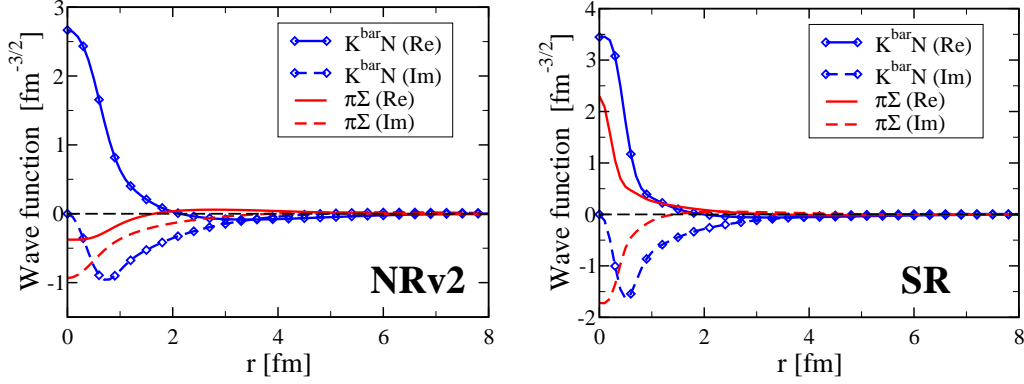 Wave function [fm^-3/2]
3
2
1
0
-1
K^bar N (Re)
K^bar N (Im)
πΣ (Re)
πΣ (Im)
NRv2
0 2 4 6 8
r [fm]
Wave function [fm^-3/2]
4
3
2
1
0
-1
-2
K^bar N (Re)
K^bar N (Im)
πΣ (Re)
πΣ (Im)
SR
0 2 4 6 8
r [fm]